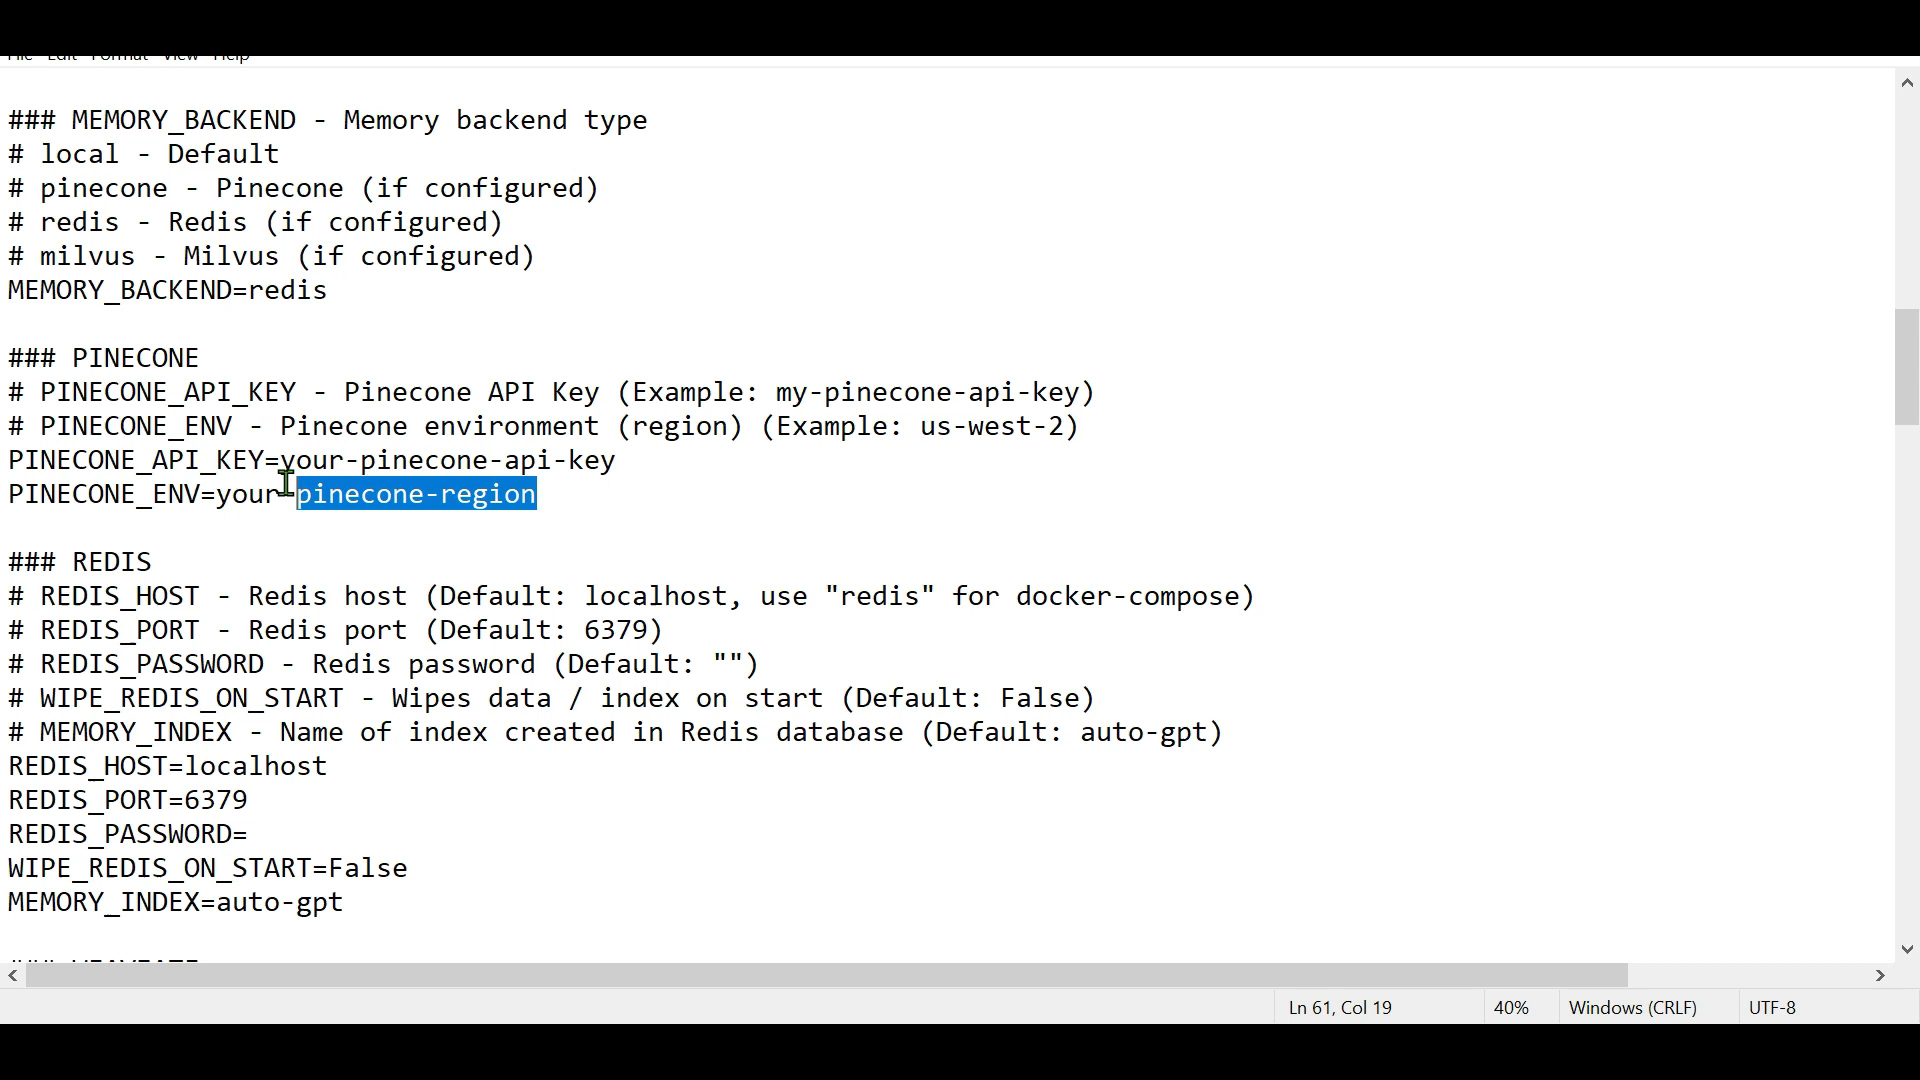 File Edit Format View Help
### MEMORY_BACKEND - Memory backend type
# local - Default
# pinecone - Pinecone (if configured)
# redis - Redis (if configured)
# milvus - Milvus (if configured)
MEMORY_BACKEND=redis
### PINECONE
# PINECONE_API_KEY - Pinecone API Key (Example: my-pinecone-api-key)
# PINECONE_ENV - Pinecone environment (region) (Example: us-west-2)
PINECONE_API_KEY=your-pinecone-api-key
PINECONE_ENV=your-pinecone-region
### REDIS
# REDIS_HOST - Redis host (Default: localhost, use "redis" for docker-compose)
# REDIS_PORT - Redis port (Default: 6379)
# REDIS_PASSWORD - Redis password (Default: "")
# WIPE_REDIS_ON_START - Wipes data / index on start (Default: False)
# MEMORY_INDEX - Name of index created in Redis database (Default: auto-gpt)
REDIS_HOST=localhost
REDIS_PORT=6379
REDIS_PASSWORD=
WIPE_REDIS_ON_START=False
MEMORY_INDEX=auto-gpt
Ln 61, Col 19 40% Windows (CRLF) UTF-8